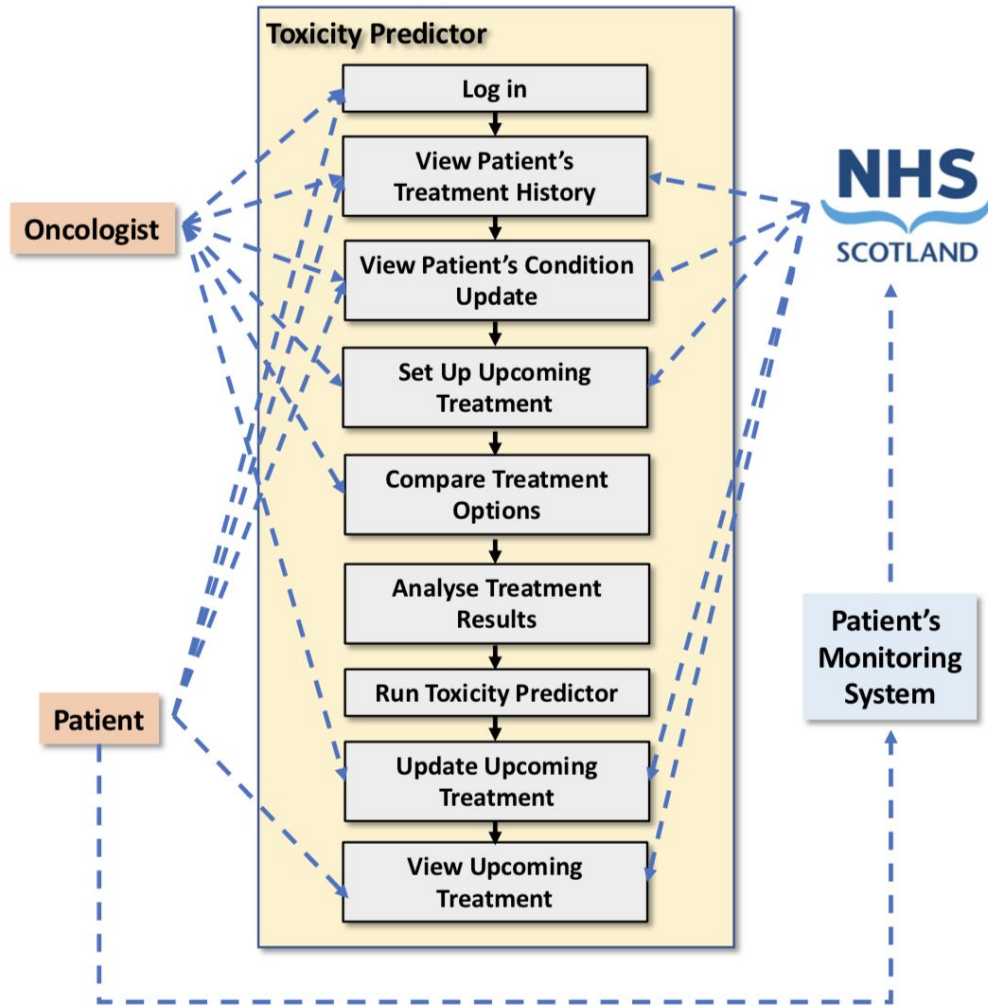 Toxicity Predictor
Log in
View Patient's
Treatment History
Oncologist
NHS
SCOTLAND
View Patient's Condition
Update
Set Up Upcoming
Treatment
Compare Treatment
Options
Analyse Treatment
Results
Patient's
Monitoring
System
Run Toxicity Predictor
Patient
Update Upcoming
Treatment
View Upcoming
Treatment